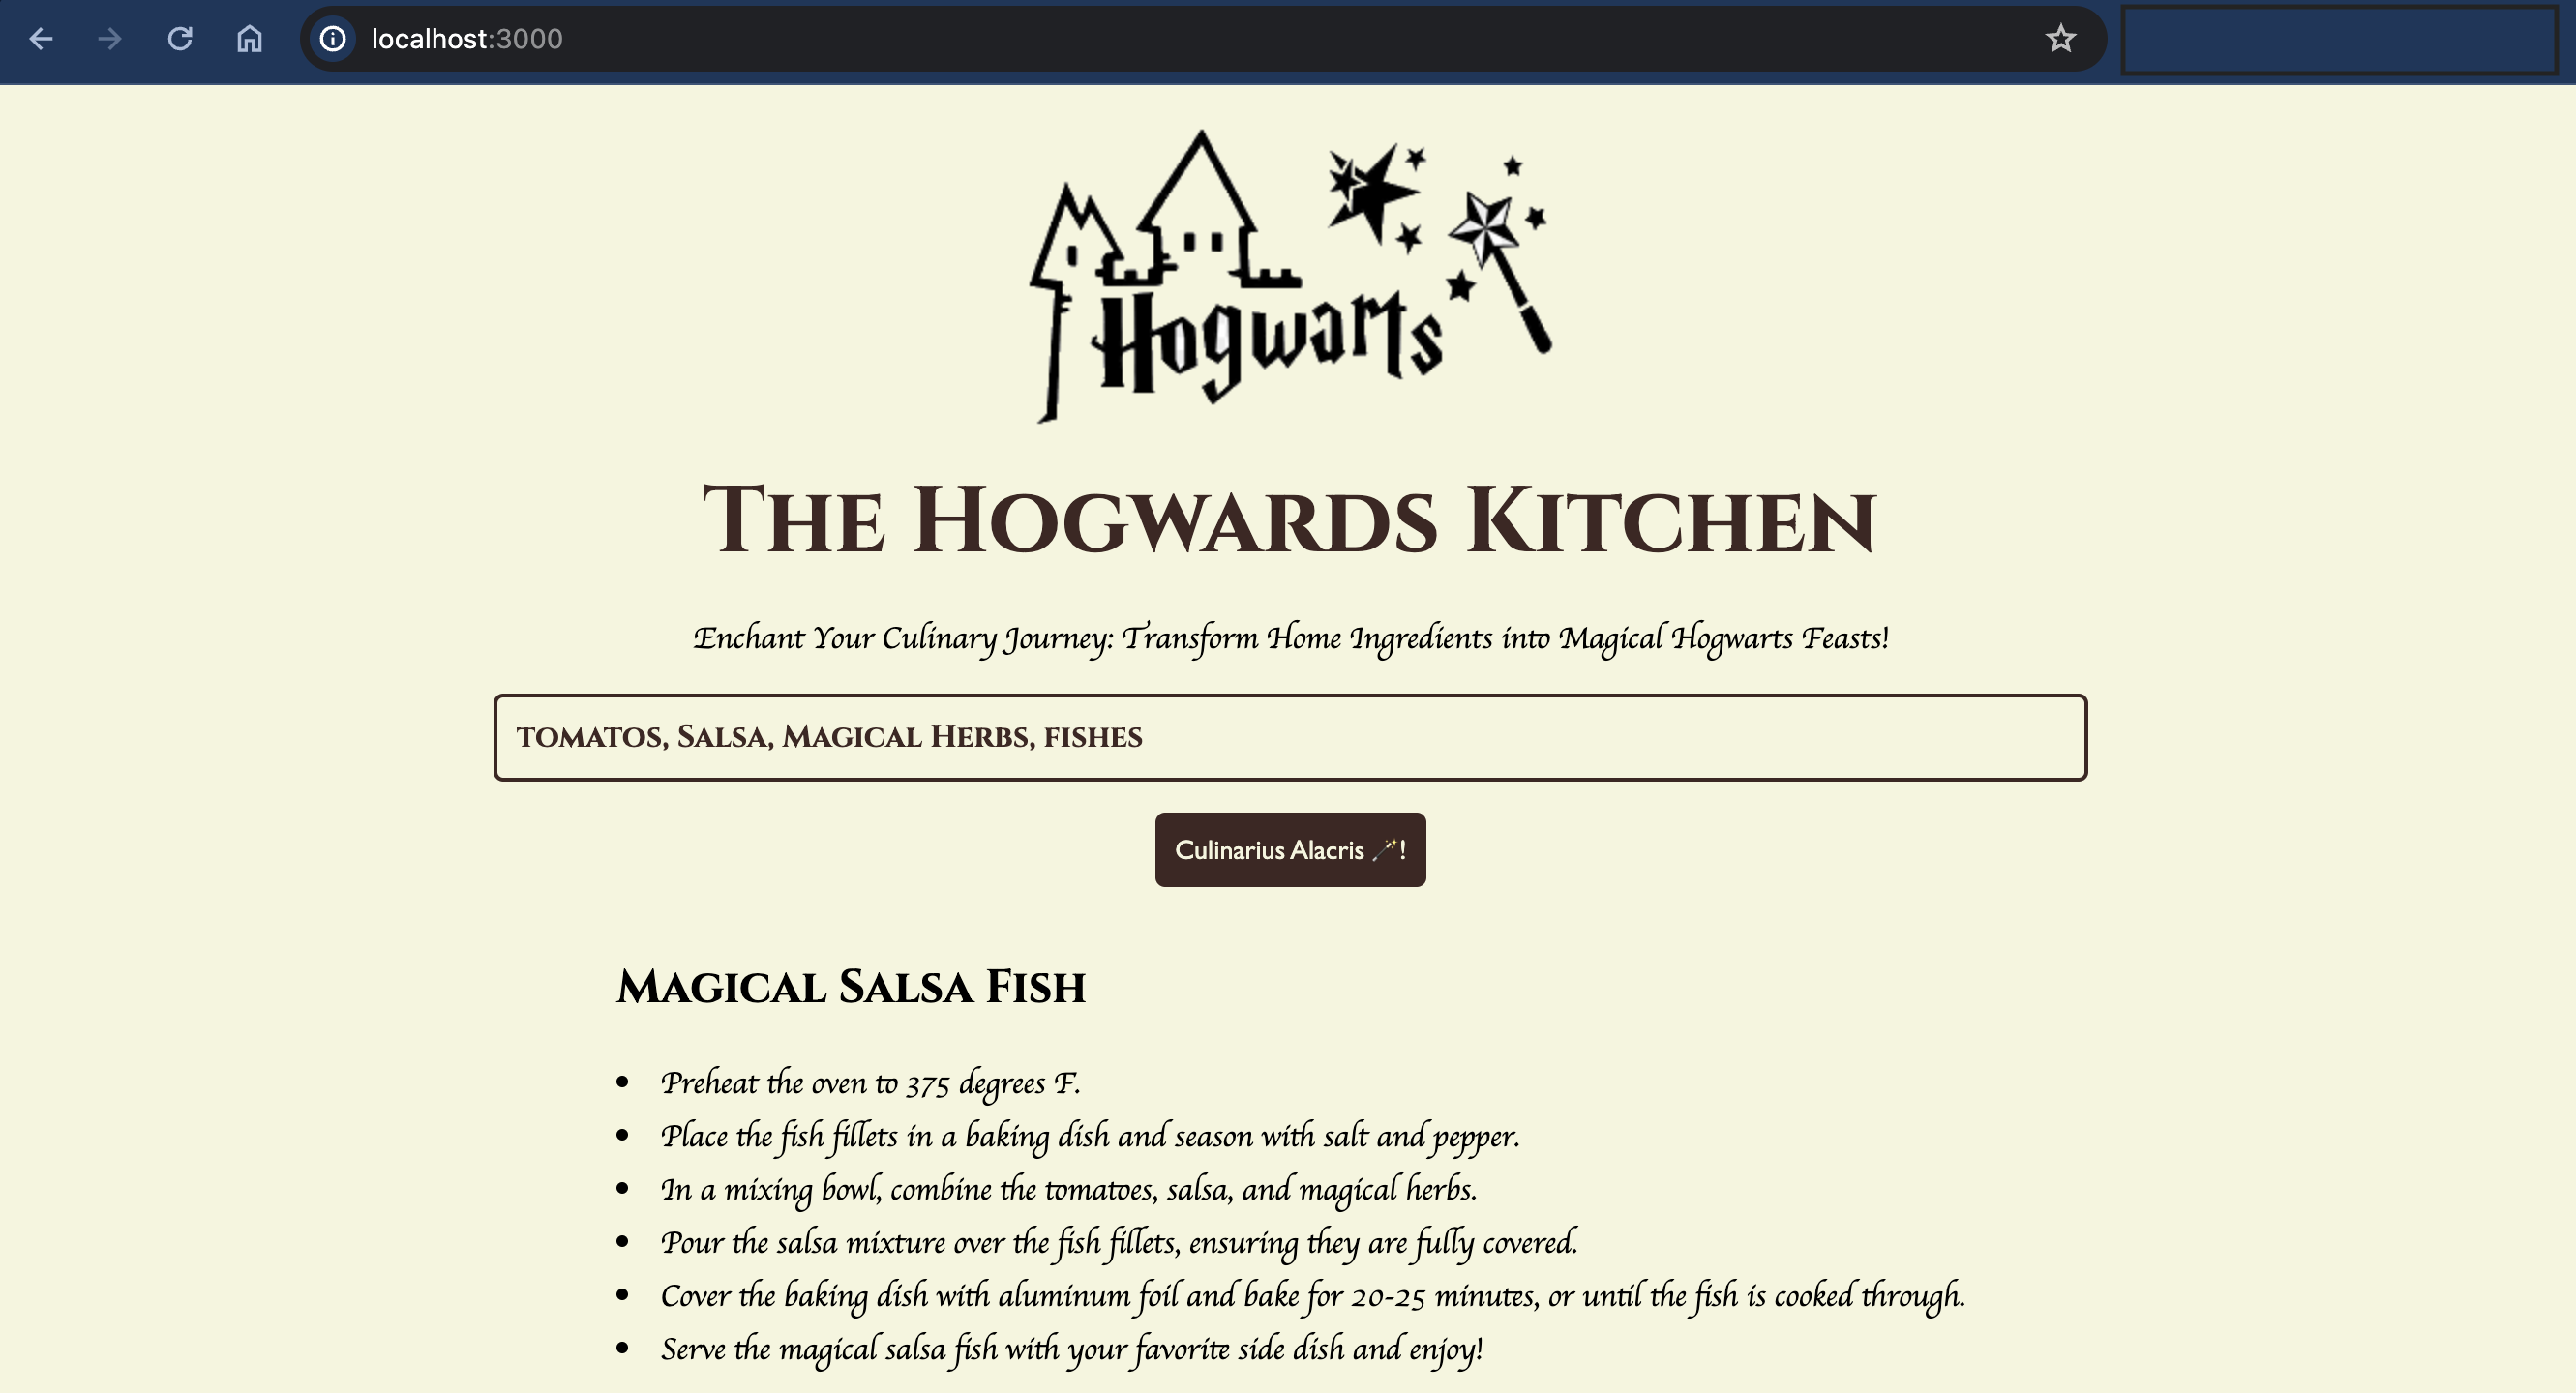 localhost:3000
Hogwarts
The Hogwards Kitchen
Enchant Your Culinary Journey: Transform Home Ingredients into Magical Hogwarts Feasts!
tomatos, Salsa, Magical Herbs, fishes
Culinarius Alacris 🪄!
Magical Salsa Fish
• Preheat the oven to 375 degrees F.
• Place the fish fillets in a baking dish and season with salt and pepper.
• In a mixing bowl, combine the tomatoes, salsa, and magical herbs.
• Pour the salsa mixture over the fish fillets, ensuring they are fully covered.
• Cover the baking dish with aluminum foil and bake for 20-25 minutes, or until the fish is cooked through.
• Serve the magical salsa fish with your favorite side dish and enjoy!